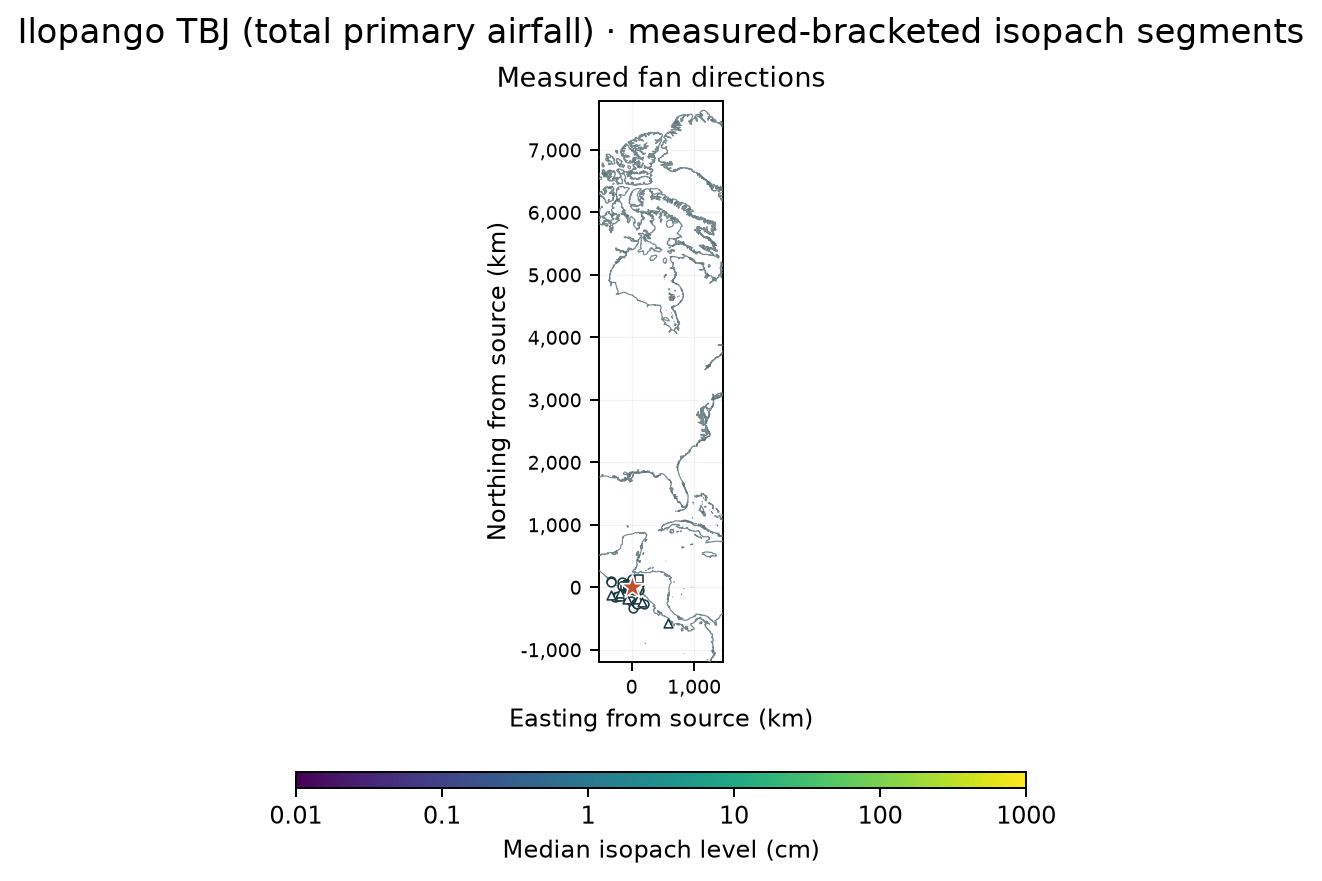 Ilopango TBJ (total primary airfall) · measured-bracketed isopach segments
Measured fan directions
7,000
6,000
5,000
4,000
3,000
2,000
1,000
0
-1,000
Northing from source (km)
0 1,000
Easting from source (km)
0.01 0.1 1 10 100 1000
Median isopach level (cm)